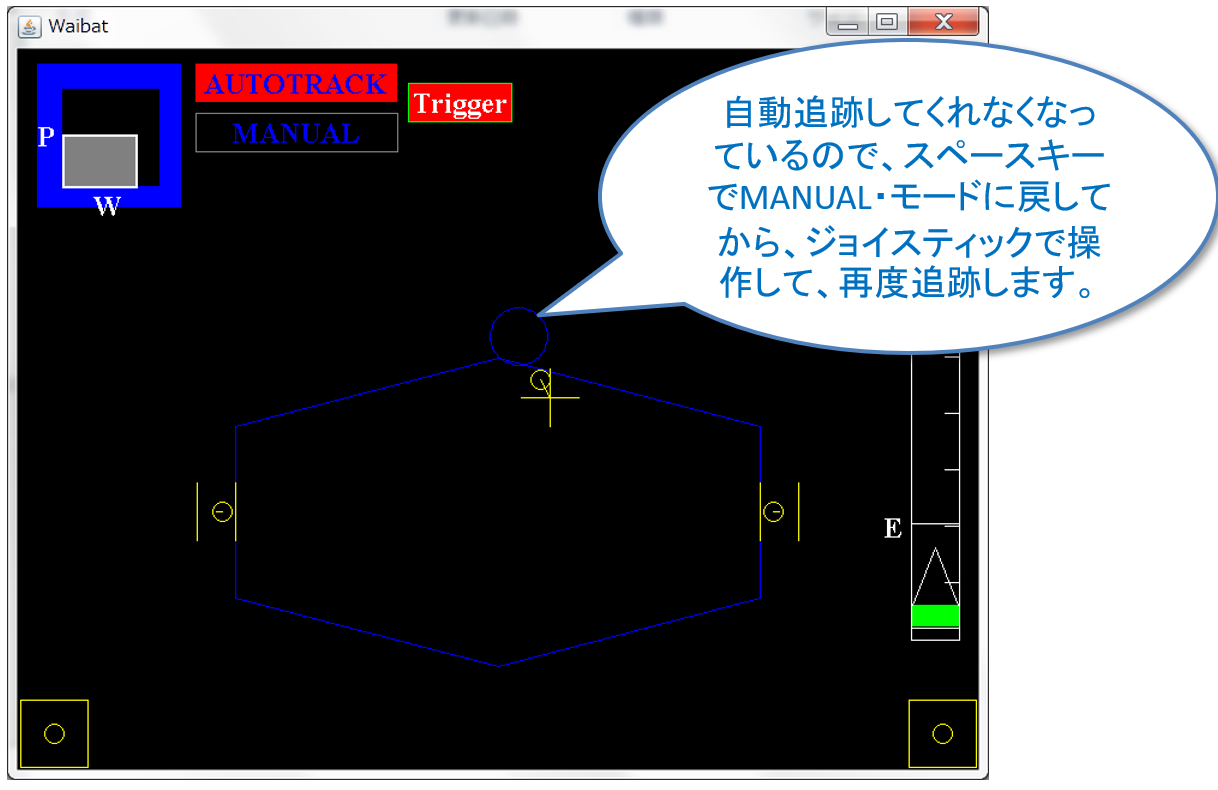 Waibat
AUTOTRACK
MANUAL
Trigger
P
W
自動追跡してくれなくなっ
ているので、スペースキー
でMANUAL・モードに戻して
から、ジョイスティックで操
作して、再度追跡します。
E